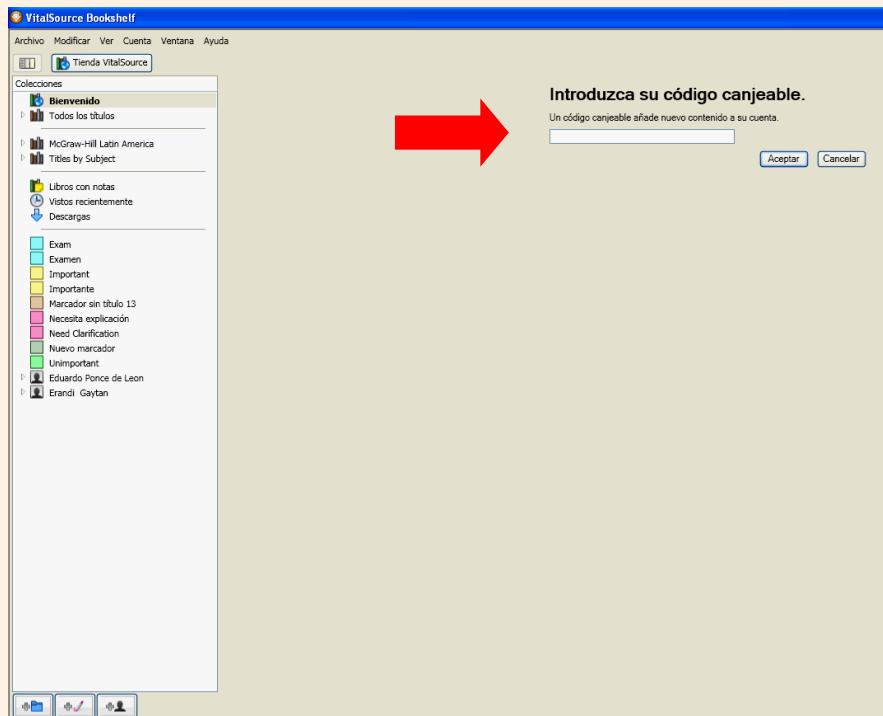 VitalSource Bookshelf
Archivo Modificar Ver Cuenta Ventana Ayuda
Tienda VitalSource
Colecciones
Bienvenido
Todos los títulos
McGraw-Hill Latin America
Titles by Subject
Libros con notas
Vistos recientemente
Descargas
Exam
Examen
Important
Importante
Marcador sin título 13
Necesita explicación
Need Clarification
Nuevo marcador
Unimportant
Eduardo Ponce de Leon
Erandi Gaytan
Introduzca su código canjeable.
Un código canjeable añade nuevo contenido a su cuenta.
Aceptar Cancelar